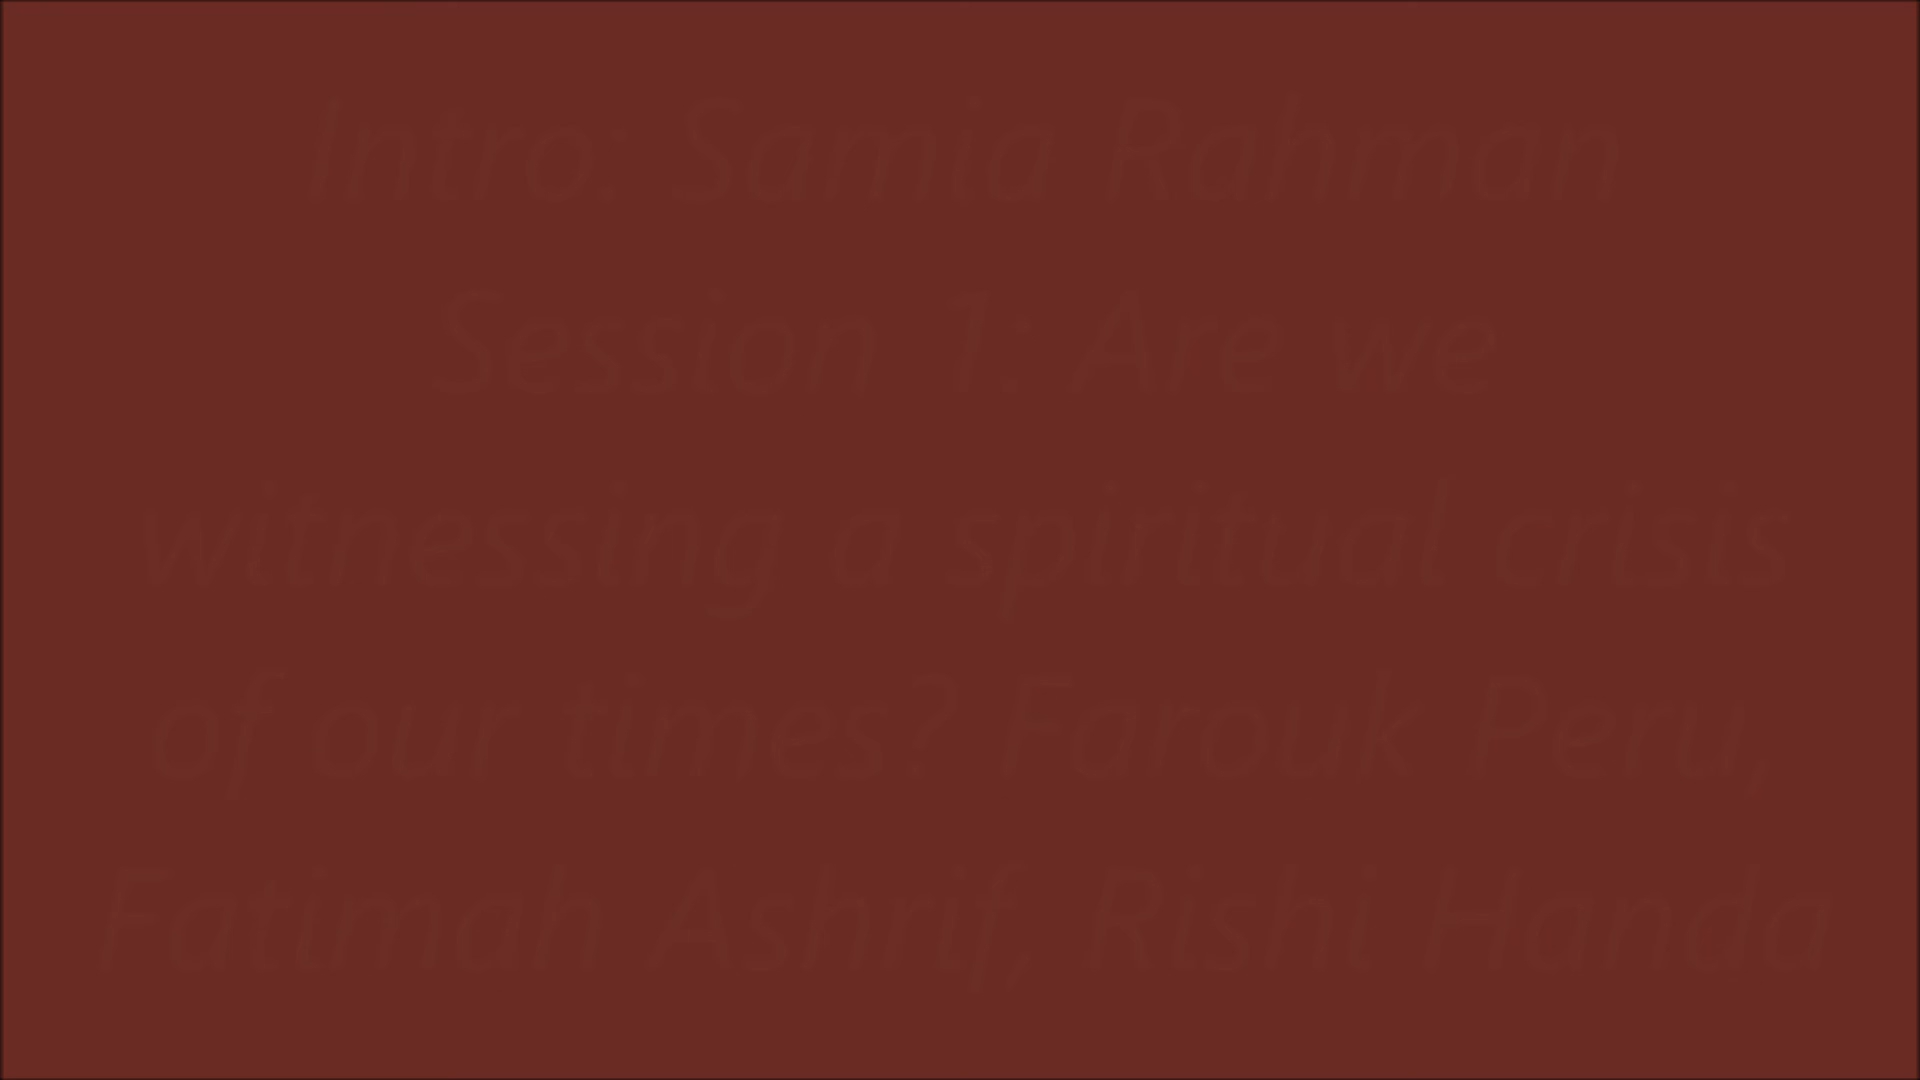 Intro: Samia Rahman
Session 1: Are we
witnessing a spiritual crisis
of our times? Farouk Peru,
Fatimah Ashrif, Rishi Handa